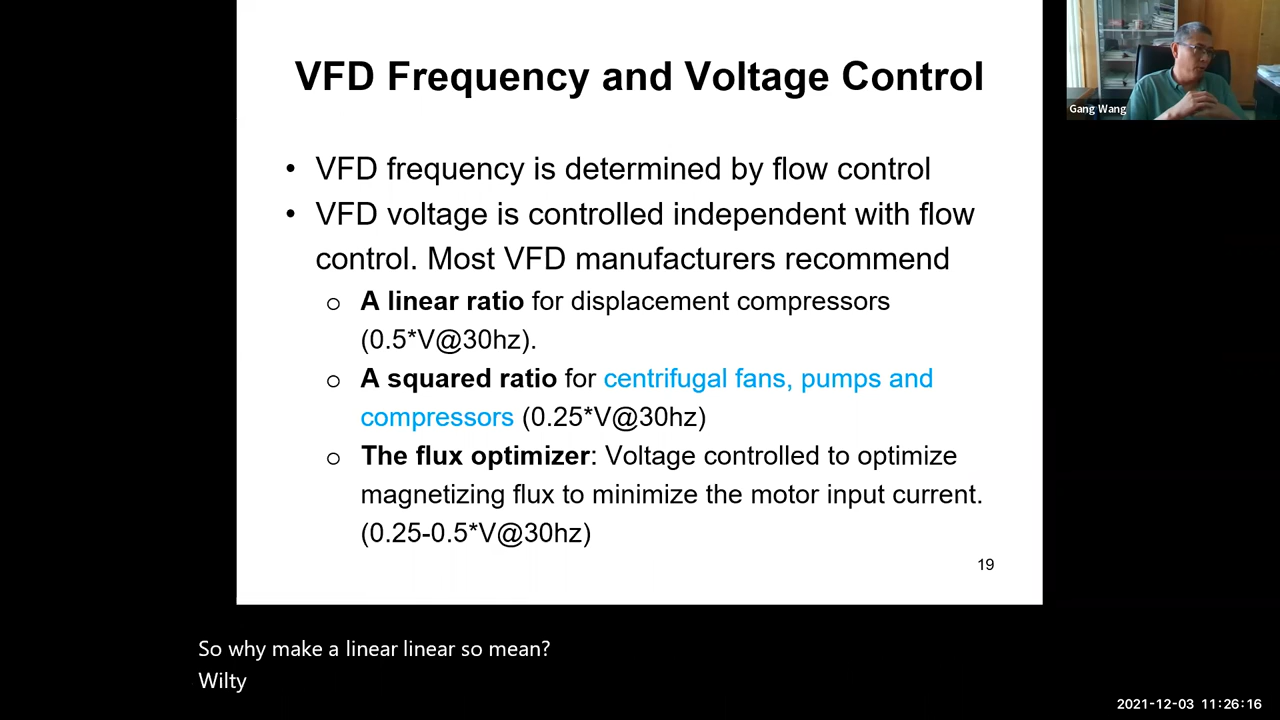 VFD Frequency and Voltage Control
Gang Wang
• VFD frequency is determined by flow control
• VFD voltage is controlled independent with flow
control. Most VFD manufacturers recommend
o A linear ratio for displacement compressors
(0.5*V@30hz).
o A squared ratio for centrifugal fans, pumps and
compressors (0.25*V@30hz)
o The flux optimizer: Voltage controlled to optimize
magnetizing flux to minimize the motor input current.
(0.25-0.5*V@30hz)
19
So why make a linear linear so mean?
Wilty
2021-12-03 11:26:16